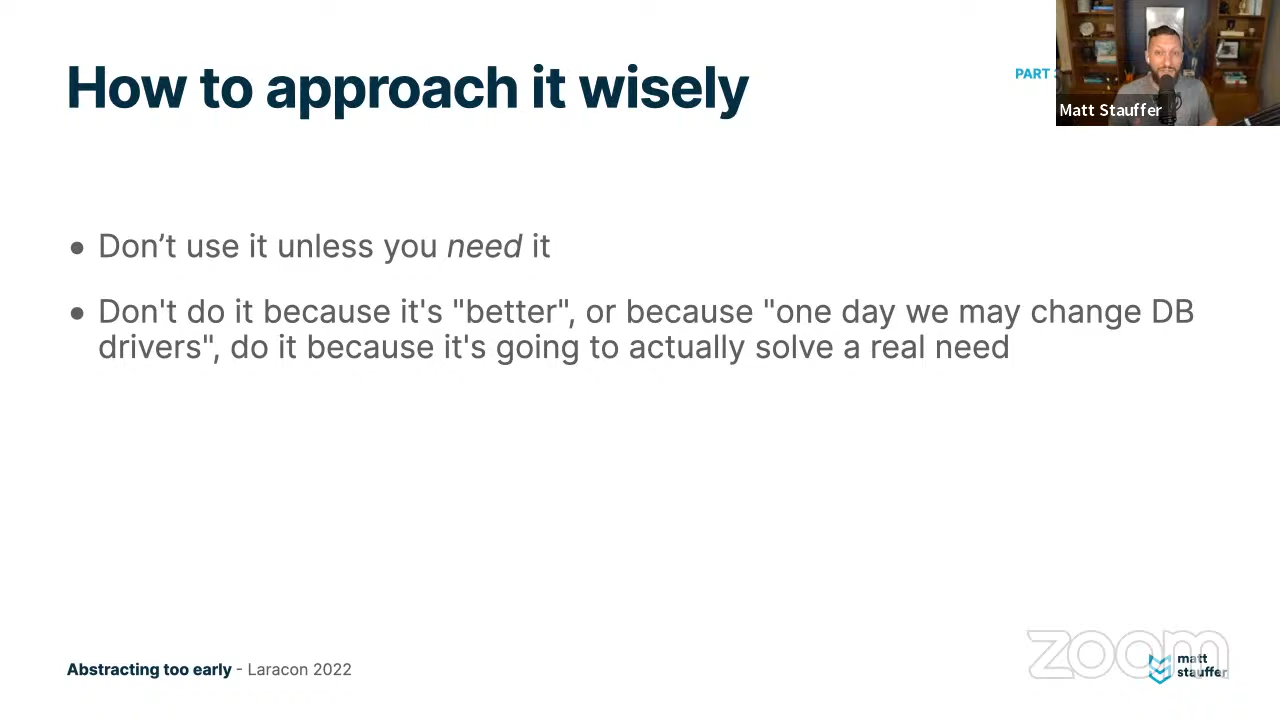 How to approach it wisely
PART
Matt Stauffer
● Don’t use it unless you need it
● Don't do it because it's "better", or because "one day we may change DB
drivers", do it because it's going to actually solve a real need
Abstracting too early - Laracon 2022
zoom
matt
stauffer